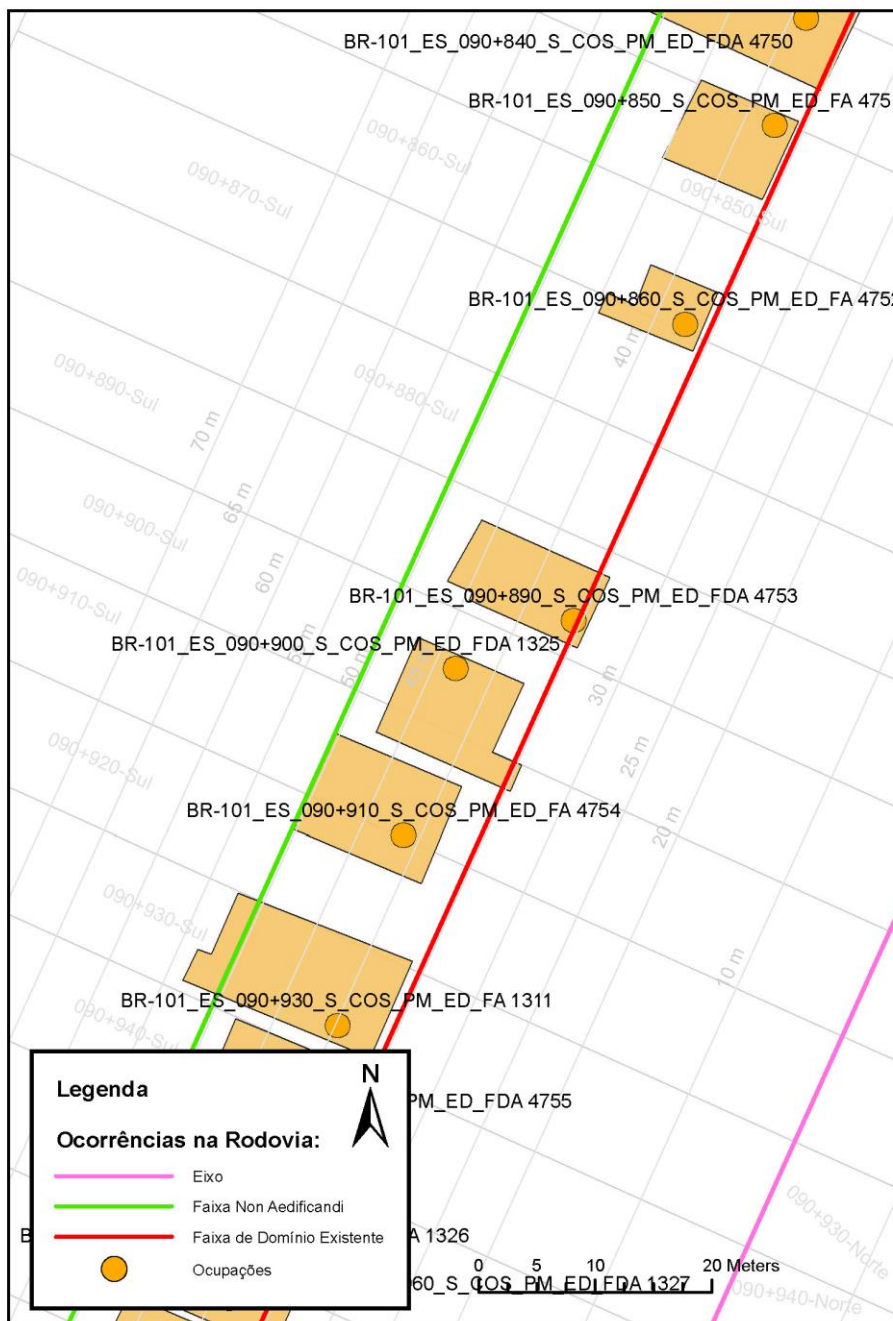 BR-101_ES_090+840_S_COS_PM_ED_FDA 4750
BR-101_ES_090+850_S_COS_PM_ED_FA 475
090+860-Sul
090+870-Sul
090+850-Sul
BR-101_ES_090+860_S_COS_PM_ED_FA 4752
40 m
090+890-Sul
090+880-Sul
70 m
65 m
090+900-Sul
60 m
090+910-Sul
BR-101_ES_090+890_S_COS_PM_ED_FDA 4753
BR-101_ES_090+900_S_COS_PM_ED_FDA 1325
55 m
50 m
30 m
25 m
090+920-Sul
20 m
BR-101_ES_090+910_S_COS_PM_ED_FA 4754
090+930-Sul
10 m
BR-101_ES_090+930_S_COS_PM_ED_FA 1311
090+940-Sul
Legenda
N
PM_ED_FDA 4755
Ocorrências na Rodovia:
Eixo
Faixa Non Aedificandi
Faixa de Domínio Existente
Ocupações
A 1326
060_S_COS_PM_ED_FDA 1327
0 5 10 20 Meters
090+930-Norte
090+940-Norte